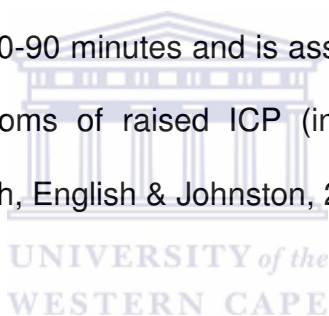 0-90 minutes and is ass
oms of raised ICP (in
h, English & Johnston, 2
UNIVERSITY of the
WESTERN CAPE